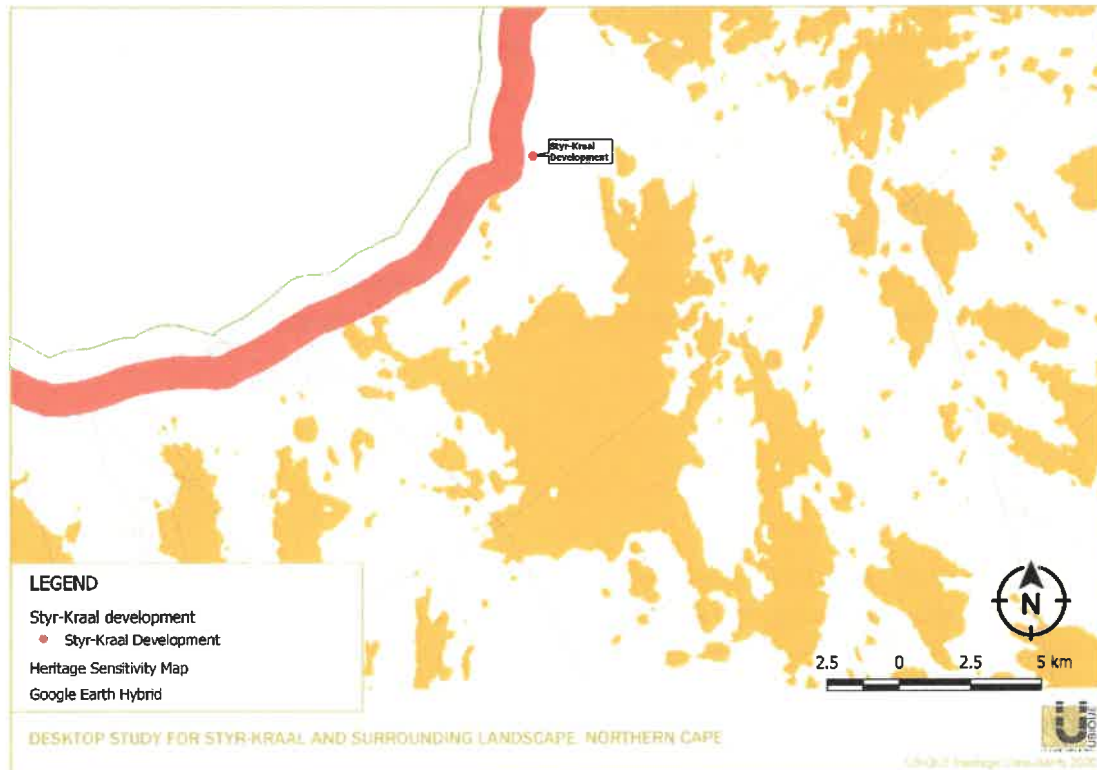 Styr-Kraal
Development
LEGEND
Styr-Kraal development
Styr-Kraal Development
Heritage Sensitivity Map
Google Earth Hybrid
N
2.5 0 2.5 5 km
DESKTOP STUDY FOR STYR-KRAAL AND SURROUNDING LANDSCAPE, NORTHERN CAPE
UBIQUE